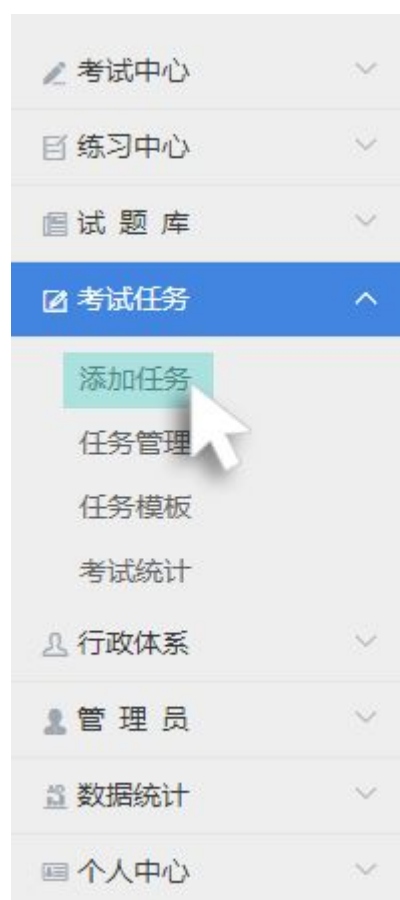 考试中心
练习中心
试 题 库
考试任务
添加任务
任务管理
任务模板
考试统计
行政体系
管 理 员
数据统计
个人中心